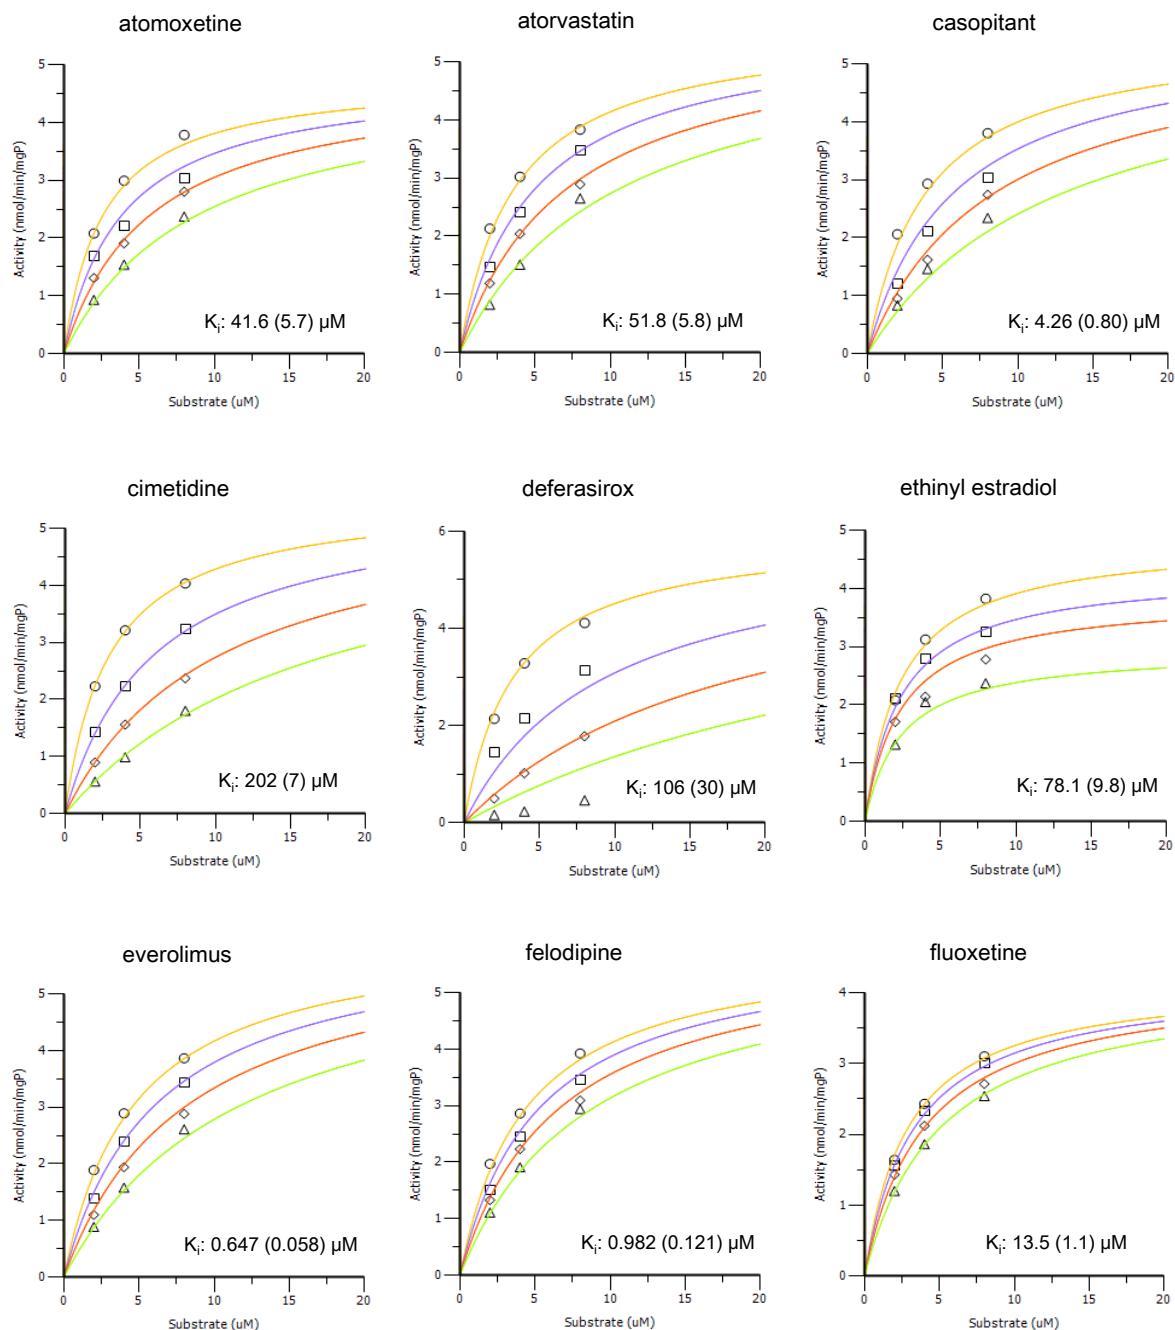 atomoxetine
atorvastatin
casopitant
5
4
3
2
1
0
Activity (nmol/min/mgP)
0 5 10 15 20
Substrate (uM)
Ki: 41.6 (5.7) μM
5
4
3
2
1
0
Activity (nmol/min/mgP)
0 5 10 15 20
Substrate (uM)
Ki: 51.8 (5.8) μM
5
4
3
2
1
0
Activity (nmol/min/mgP)
0 5 10 15 20
Substrate (uM)
Ki: 4.26 (0.80) μM
cimetidine
deferasirox
ethinyl estradiol
5
4
3
2
1
0
Activity (nmol/min/mgP)
0 5 10 15 20
Substrate (uM)
Ki: 202 (7) μM
6
4
2
0
Activity (nmol/min/mgP)
0 5 10 15 20
Substrate (uM)
Ki: 106 (30) μM
5
4
3
2
1
0
Activity (nmol/min/mgP)
0 5 10 15 20
Substrate (uM)
Ki: 78.1 (9.8) μM
everolimus
felodipine
fluoxetine
5
4
3
2
1
0
Activity (nmol/min/mgP)
0 5 10 15 20
Substrate (uM)
Ki: 0.647 (0.058) μM
5
4
3
2
1
0
Activity (nmol/min/mgP)
0 5 10 15 20
Substrate (uM)
Ki: 0.982 (0.121) μM
4
3
2
1
0
Activity (nmol/min/mgP)
0 5 10 15 20
Substrate (uM)
Ki: 13.5 (1.1) μM